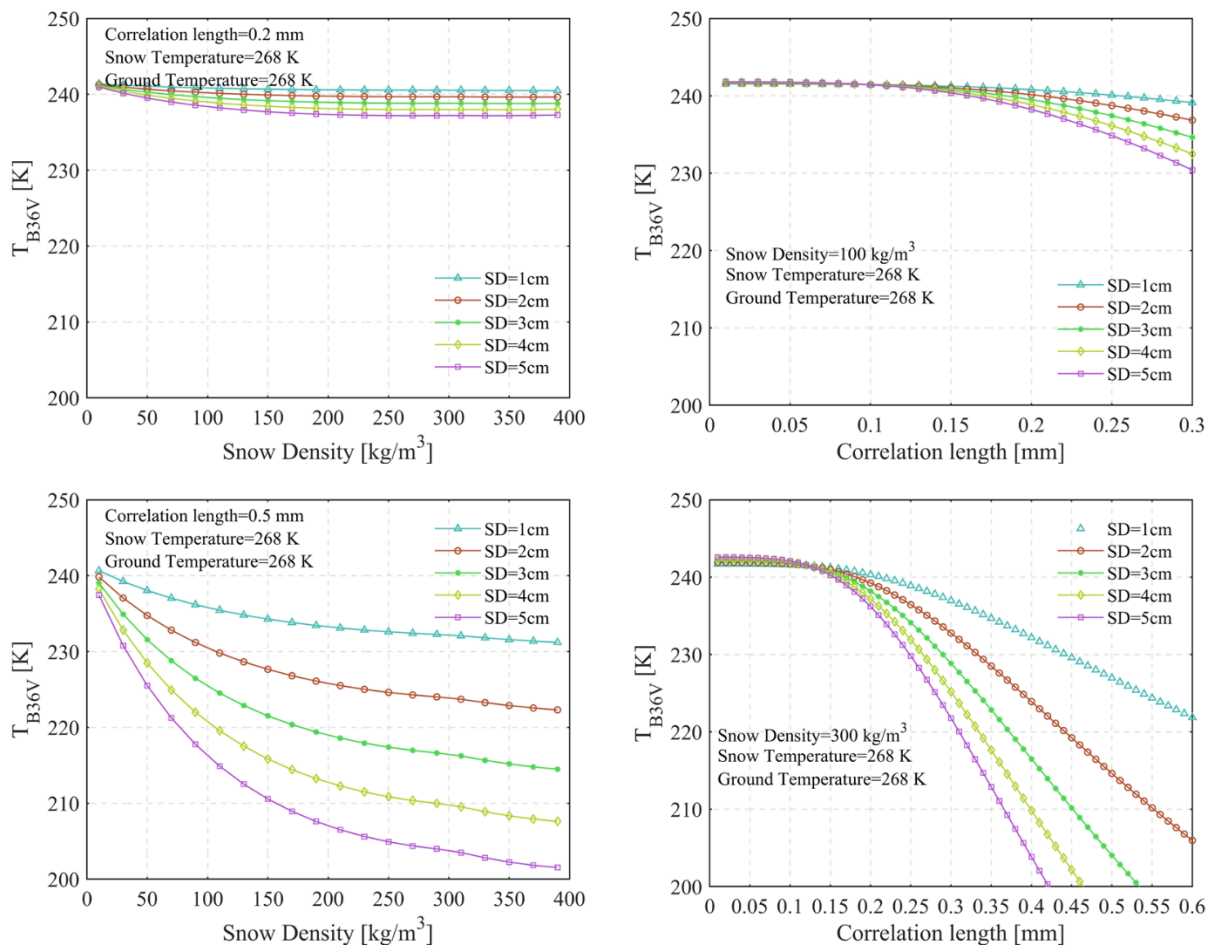 250
240
230
220
210
200
T_B36V [K]
Correlation length=0.2 mm
Snow Temperature=268 K
Ground Temperature=268 K
SD=1cm
SD=2cm
SD=3cm
SD=4cm
SD=5cm
0 50 100 150 200 250 300 350 400
Snow Density [kg/m³]
250
240
230
220
210
200
T_B36V [K]
Snow Density=100 kg/m³
Snow Temperature=268 K
Ground Temperature=268 K
SD=1cm
SD=2cm
SD=3cm
SD=4cm
SD=5cm
0 0.05 0.1 0.15 0.2 0.25 0.3
Correlation length [mm]
250
240
230
220
210
200
T_B36V [K]
Correlation length=0.5 mm
Snow Temperature=268 K
Ground Temperature=268 K
SD=1cm
SD=2cm
SD=3cm
SD=4cm
SD=5cm
0 50 100 150 200 250 300 350 400
Snow Density [kg/m³]
250
240
230
220
210
200
T_B36V [K]
SD=1cm
SD=2cm
SD=3cm
SD=4cm
SD=5cm
Snow Density=300 kg/m³
Snow Temperature=268 K
Ground Temperature=268 K
0 0.05 0.1 0.15 0.20 0.25 0.30 0.35 0.40 0.45 0.50 0.55 0.6
Correlation length [mm]